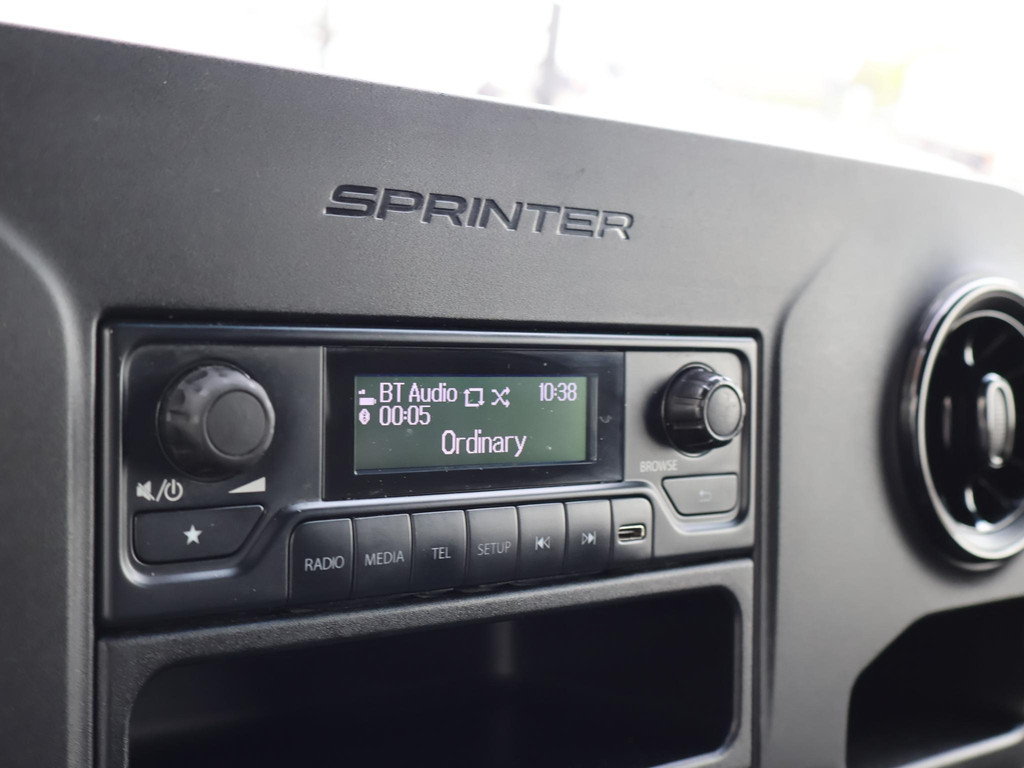 SPRINTER
BT Audio 10:38
00:05
Ordinary
BROWSE
RADIO MEDIA TEL SETUP